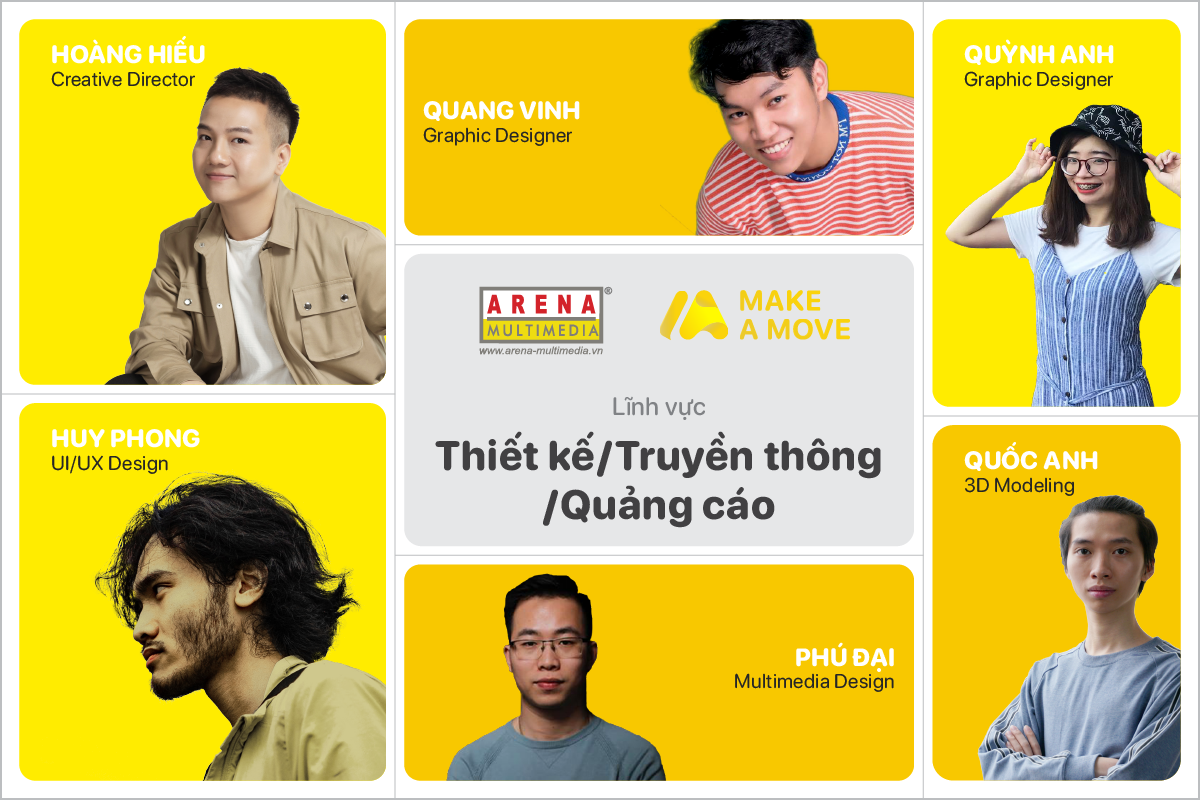 HOÀNG HIẾU
Creative Director
QUANG VINH
Graphic Designer
QUỲNH ANH
Graphic Designer
ARENA®
MULTIMEDIA
www.arena-multimedia.vn
MAKE
A MOVE
Lĩnh vực
Thiết kế/Truyền thông
/Quảng cáo
HUY PHONG
UI/UX Design
QUỐC ANH
3D Modeling
PHÚ ĐẠI
Multimedia Design